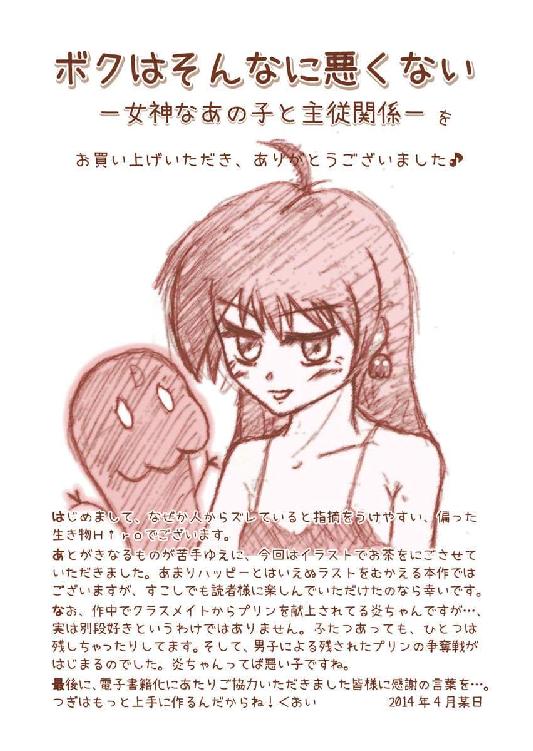 ボクはそんなに悪くない
ー女神なあの子と主従関係ー を
お買い上げいただき、ありがとうございました♪
はじめまして、なぜか人からズレていると指摘をうけやすい、偏った
生き物Hiroでございます。
あとがきなるものが苦手ゆえに、今回はイラストでお茶をにごさせて
いただきました。あまりハッピーとはいえぬラストをむかえる本作では
ございますが、すこしでも読者様に楽しんでいただけたのなら幸いです。
なお、作中でクラスメイトからプリンを献上されてる炎ちゃんですが…、
実は別段好きというわけではありません。ふたつあっても、ひとつは
残しちゃったりしてます。そして、男子による残されたプリンの争奪戦が
はじまるのでした。炎ちゃんってば悪い子ですね。
最後に、電子書籍化にあたりご協力いただきました皆様に感謝の言葉を…。
つぎはもっと上手に作るんだからね!くおい
2014年4月某日